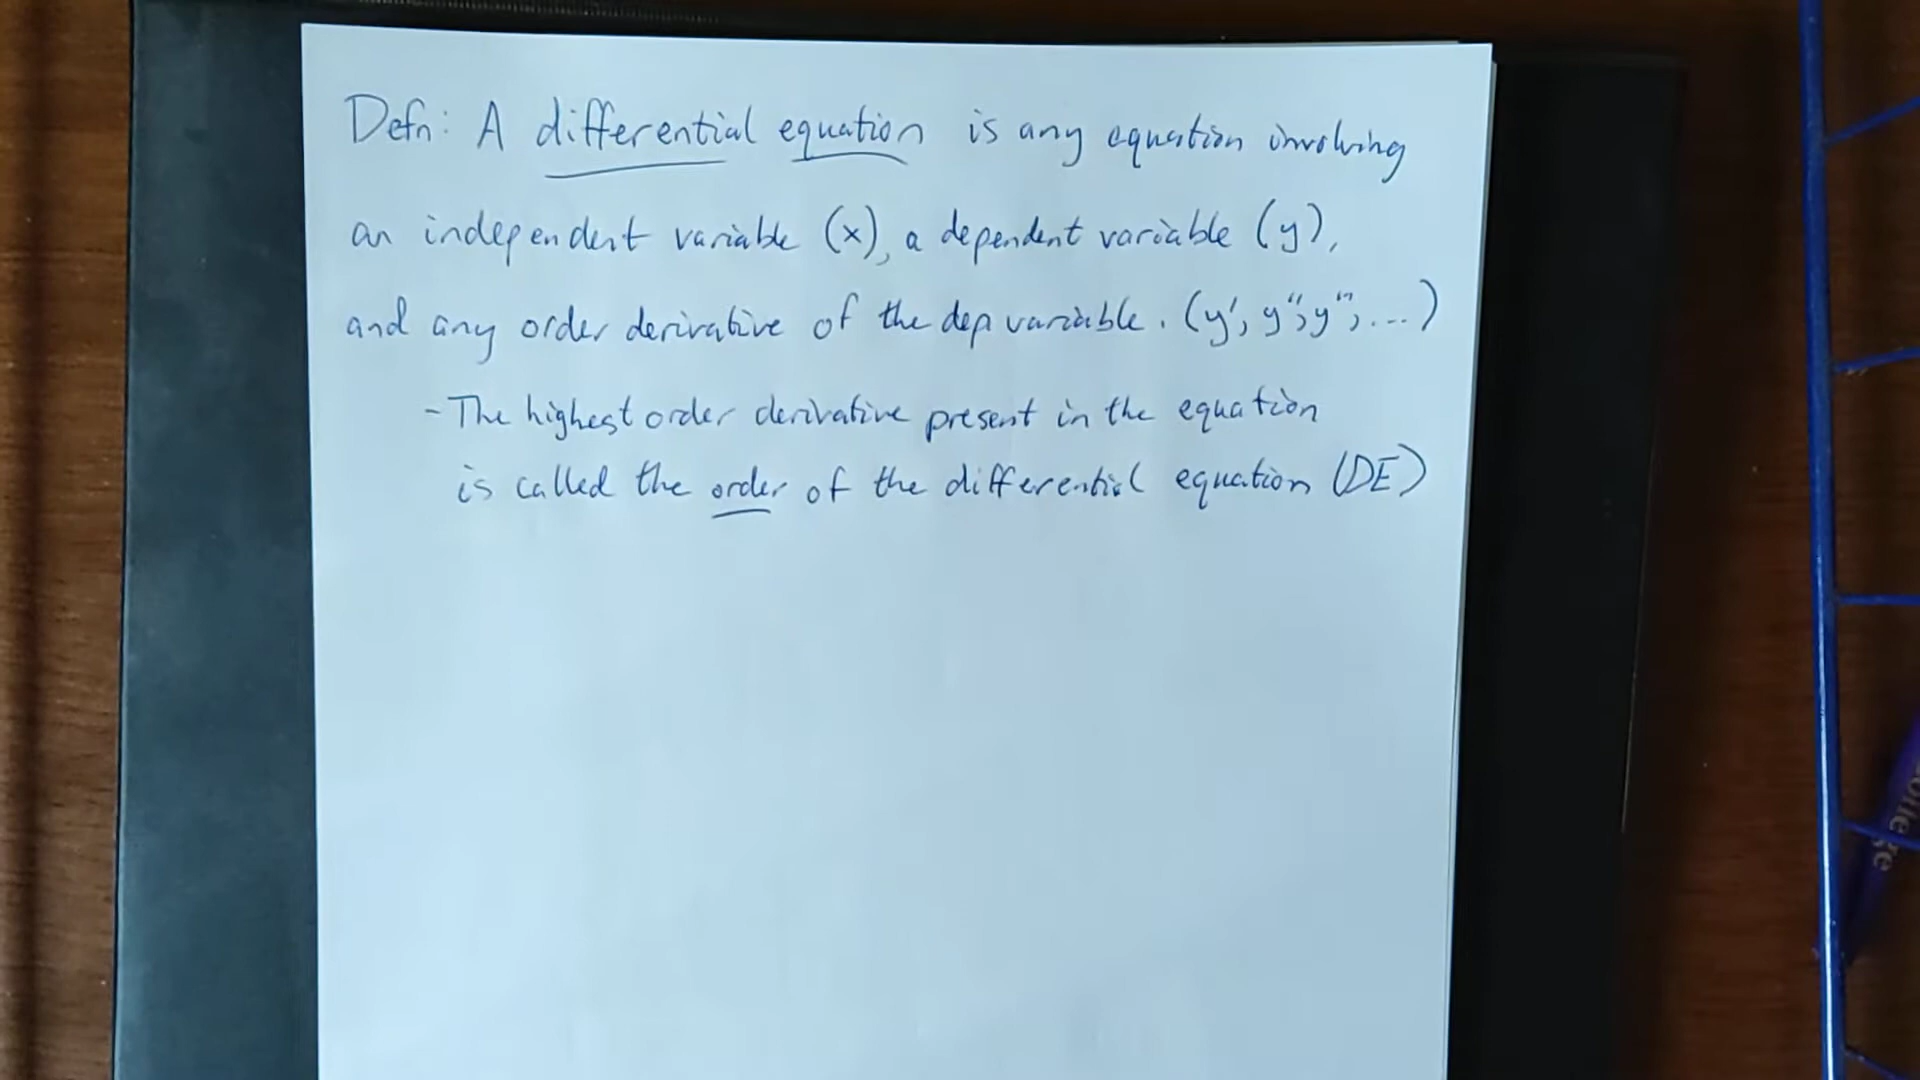 Defn: A differential equation is any equation involving
an independent variable (x), a dependent variable (y),
and any order derivative of the dep variable. (y', y", y''', ...)
- The highest order derivative present in the equation
is called the order of the differential equation (DE)